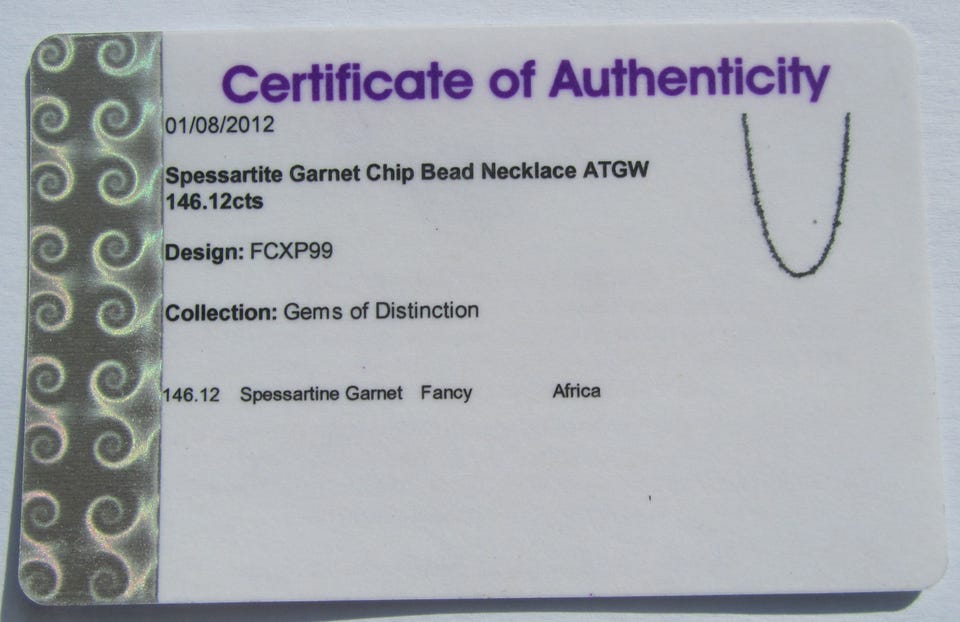 Certificate of Authenticity
01/08/2012
Spessartite Garnet Chip Bead Necklace ATGW
146.12cts
Design: FCXP99
Collection: Gems of Distinction
146.12 Spessartine Garnet Fancy Africa